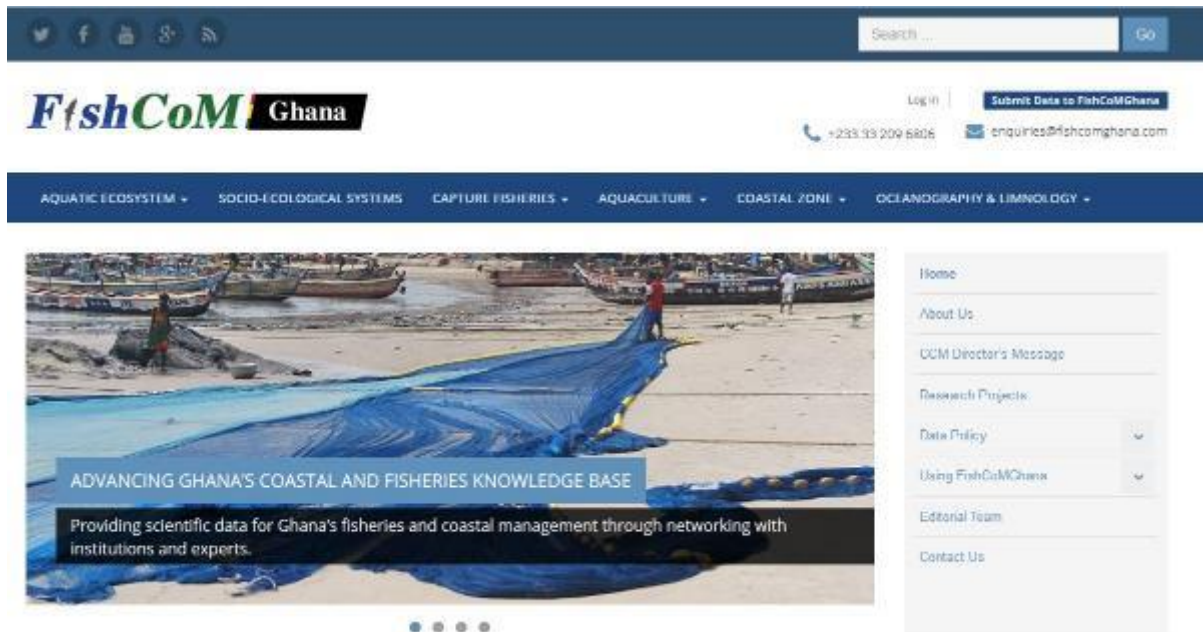 Search ...
Go
FishCoM Ghana
Log in
Submit Data to FishCoMGhana
+233 33 209 6806
enquiries@fishcomghana.com
AQUATIC ECOSYSTEM
SOCIO-ECOLOGICAL SYSTEMS
CAPTURE FISHERIES
AQUACULTURE
COASTAL ZONE
OCEANOGRAPHY & LIMNOLOGY
ADVANCING GHANA'S COASTAL AND FISHERIES KNOWLEDGE BASE
Providing scientific data for Ghana's fisheries and coastal management through networking with
institutions and experts.
Home
About Us
CCM Director's Message
Research Projects
Data Policy
Using FishCoMGhana
Editorial Team
Contact Us